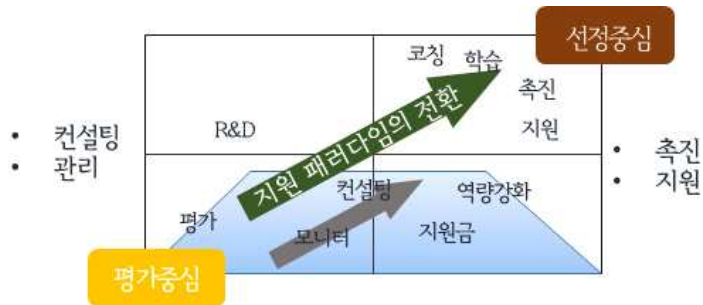 선정중심
코칭
학습
촉진
지원
R&D
지원 패러다임의 전환
• 컨설팅
• 관리
• 촉진
• 지원
컨설팅
역량강화
평가
모니터
지원금
평가중심